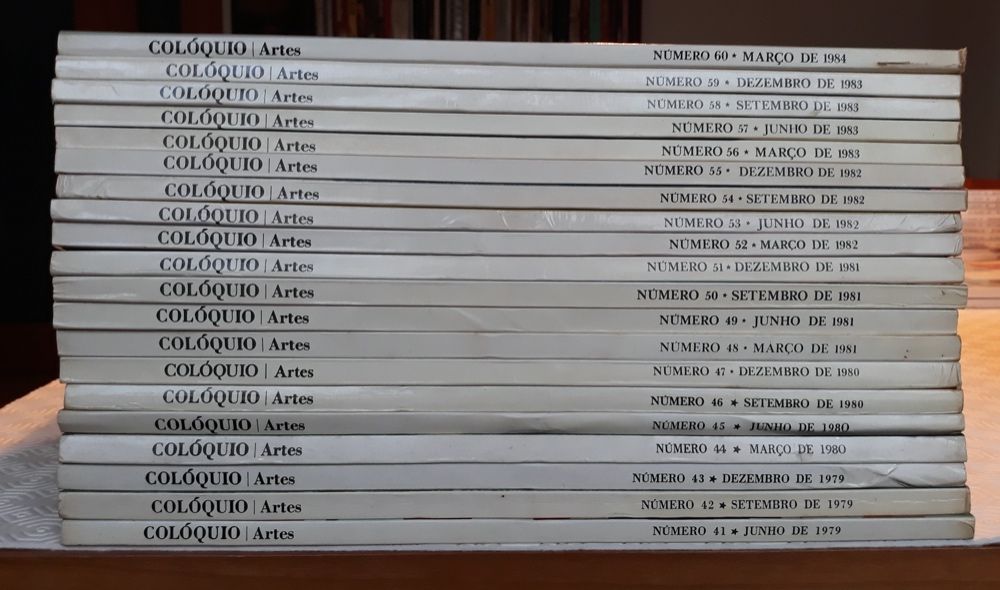 COLÓQUIO | Artes NÚMERO 60 ★ MARÇO DE 1984
COLÓQUIO | Artes NÚMERO 59 ★ DEZEMBRO DE 1983
COLÓQUIO | Artes NÚMERO 58 ★ SETEMBRO DE 1983
COLÓQUIO | Artes NÚMERO 57 ★ JUNHO DE 1983
COLÓQUIO | Artes NÚMERO 56 ★ MARÇO DE 1983
COLÓQUIO | Artes NÚMERO 55 ★ DEZEMBRO DE 1982
COLÓQUIO | Artes NÚMERO 54 ★ SETEMBRO DE 1982
COLÓQUIO | Artes NÚMERO 53 ★ JUNHO DE 1982
COLÓQUIO | Artes NÚMERO 52 ★ MARÇO DE 1982
COLÓQUIO | Artes NÚMERO 51 ★ DEZEMBRO DE 1981
COLÓQUIO | Artes NÚMERO 50 ★ SETEMBRO DE 1981
COLÓQUIO | Artes NÚMERO 49 ★ JUNHO DE 1981
COLÓQUIO | Artes NÚMERO 48 ★ MARÇO DE 1981
COLÓQUIO | Artes NÚMERO 47 ★ DEZEMBRO DE 1980
COLÓQUIO | Artes NÚMERO 46 ★ SETEMBRO DE 1980
COLÓQUIO | Artes NÚMERO 45 ★ JUNHO DE 1980
COLÓQUIO | Artes NÚMERO 44 ★ MARÇO DE 1980
COLÓQUIO | Artes NÚMERO 43 ★ DEZEMBRO DE 1979
COLÓQUIO | Artes NÚMERO 42 ★ SETEMBRO DE 1979
COLÓQUIO | Artes NÚMERO 41 ★ JUNHO DE 1979